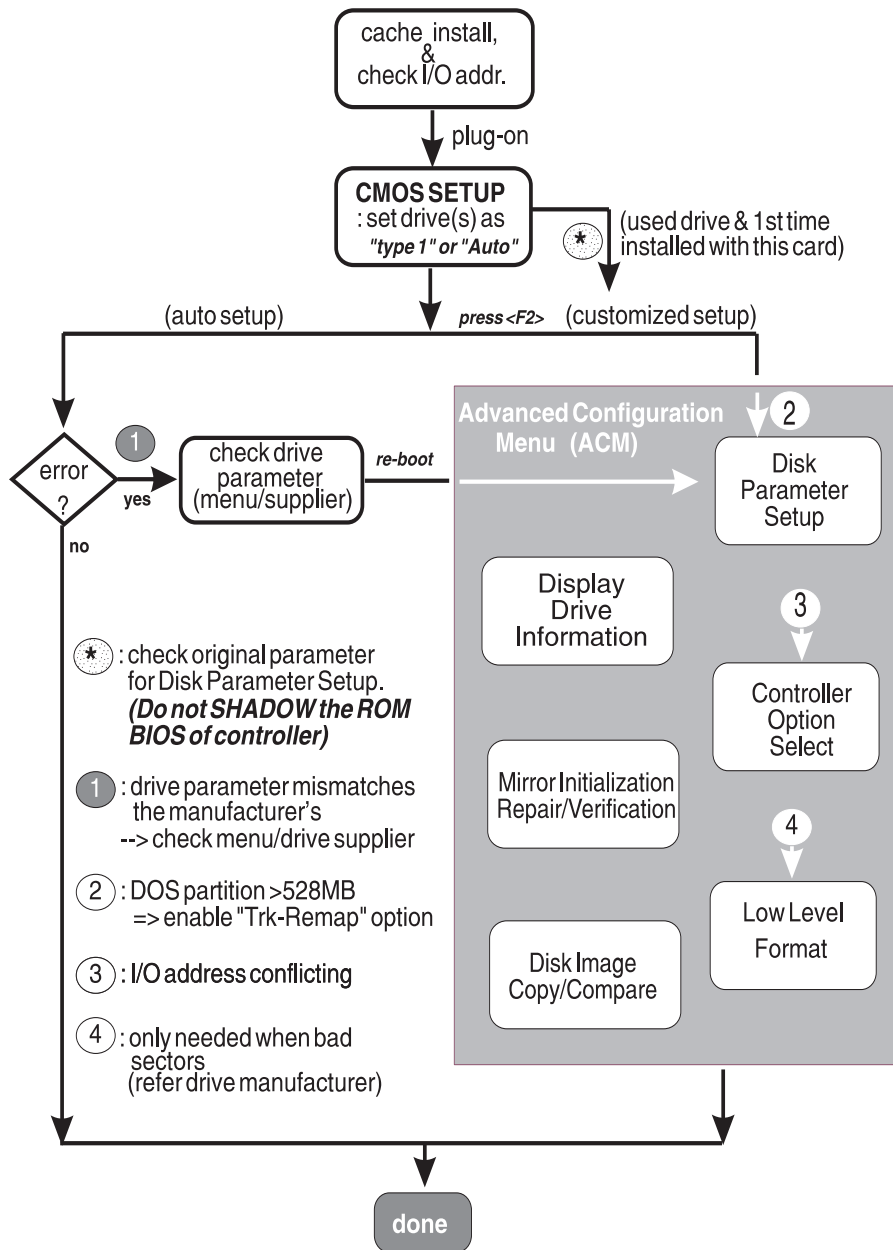 cache install,
&
check I/O addr.
plug-on
CMOS SETUP
: set drive(s) as
"type 1" or "Auto"
*
(used drive & 1st time
installed with this card)
(auto setup)
press <F2>
(customized setup)
error
?
1
yes
no
check drive
parameter
(menu/supplier)
re-boot
Advanced Configuration
Menu (ACM)
2
Disk
Parameter
Setup
Display
Drive
Information
3
Controller
Option
Select
Mirror Initialization
Repair/Verification
4
Low Level
Format
Disk Image
Copy/Compare
* : check original parameter
for Disk Parameter Setup.
(Do not SHADOW the ROM
BIOS of controller)
1 : drive parameter mismatches
the manufacturer's
--> check menu/drive supplier
2 : DOS partition >528MB
=> enable "Trk-Remap" option
3 : I/O address conflicting
4 : only needed when bad
sectors
(refer drive manufacturer)
done